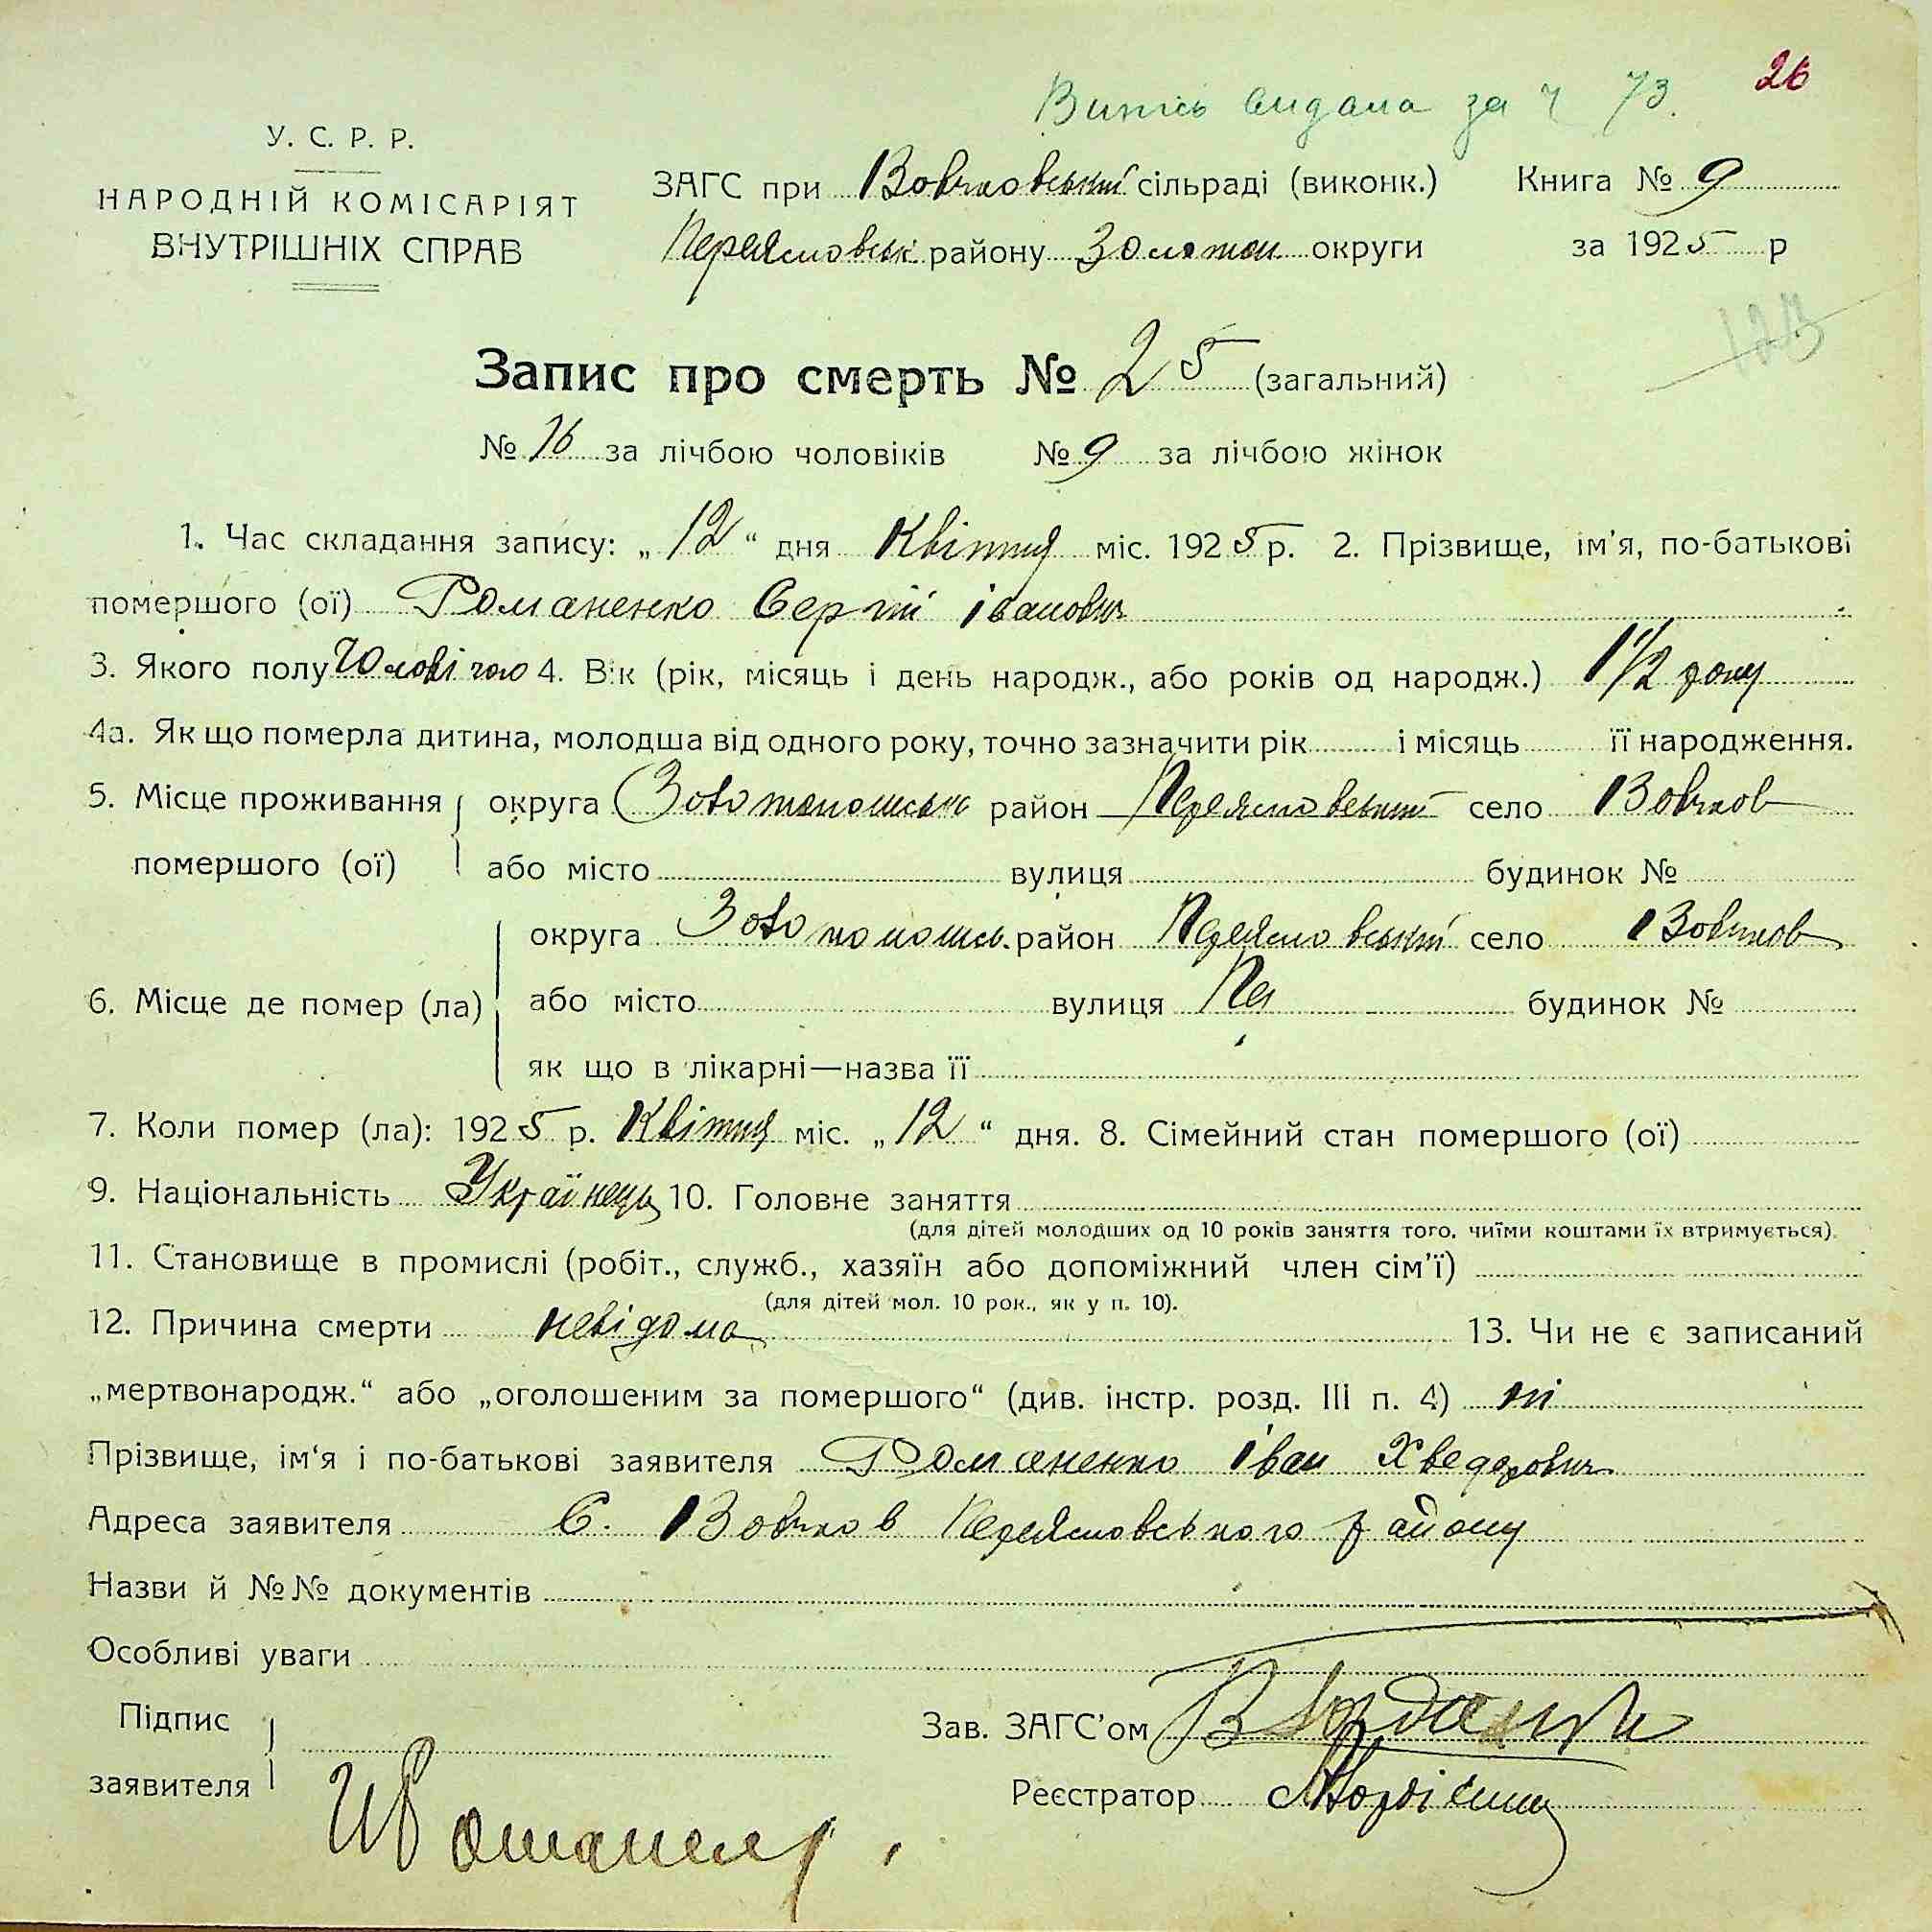 26
Витяг видана за ч 73.
У. С. Р. Р.
НАРОДНІЙ КОМІСАРІЯТ
ВНУТРІШНІХ СПРАВ
ЗАГС при Вовчковський сільраді (виконк.) Книга № 9
Переяславськ. району Золотон. округи за 1925 р
123
Запис про смерть № 25 (загальний)
№ 16 за лічбою чоловіків № 9 за лічбою жінок
1. Час складання запису: „12“ дня Квітня міс. 1925 р. 2. Прізвище, ім’я, по-батькові
помершого (ої) Романенко Сергій Іванович
3. Якого полу Чоловічого 4. Вік (рік, місяць і день народж., або років од народж.) 1 1/2 року
4а. Як що померла дитина, молодша від одного року, точно зазначити рік і місяць її народження.
5. Місце проживання округа Золотоношськ район Переяславський село Вовчков
помершого (ої) або місто вулиця будинок №
округа Золотоношсь. район Переяславський село Вовчков
6. Місце де помер (ла) або місто вулиця Пер будинок №
як що в лікарні—назва її
7. Коли помер (ла): 1925 р. Квітня міс. „12“ дня. 8. Сімейний стан помершого (ої)
9. Національність Українець 10. Головне заняття
(для дітей молодших од 10 років заняття того, чиїми коштами їх втримується).
11. Становище в промислі (робіт., служб., хазяїн або допоміжний член сім’ї)
(для дітей мол. 10 рок., як у п. 10).
12. Причина смерти невідома 13. Чи не є записаний
„мертвонародж.“ або „оголошеним за помершого“ (див. інстр. розд. III п. 4) ні
Прізвище, ім‘я і по-батькові заявителя Романенко Іван Хведорович
Адреса заявителя С. Вовчков Переяславського району
Назви й №№ документів
Особливі уваги
Підпис
заявителя
Зав. ЗАГС’ом
Реєстратор